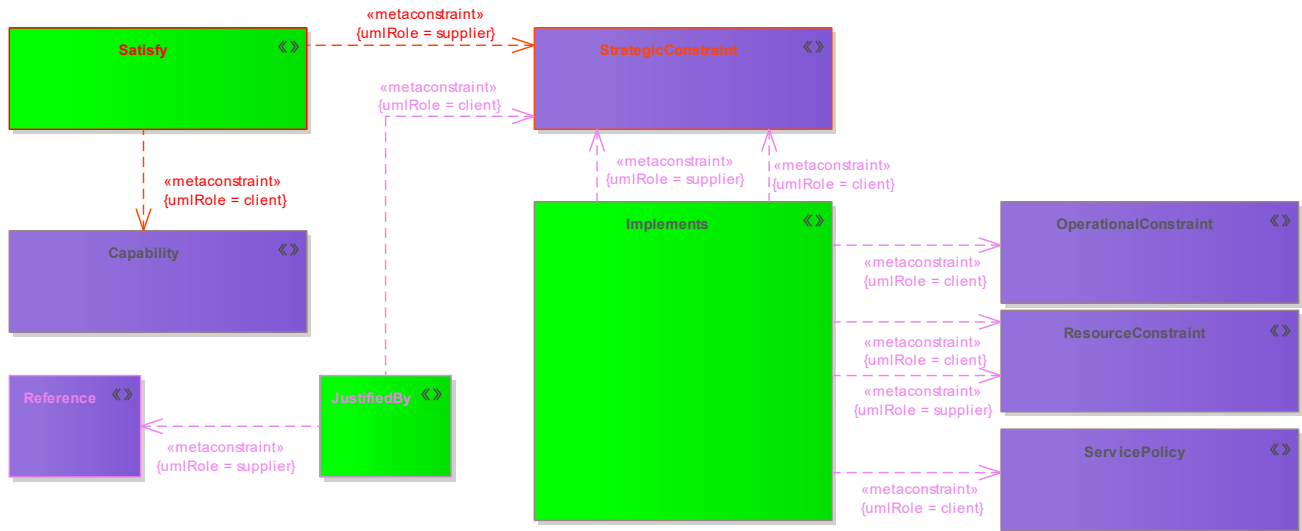 «metaconstraint»
{umlRole = supplier}
Satisfy
StrategicConstraint
«metaconstraint»
{umlRole = client}
«metaconstraint»
{umlRole = supplier}
«metaconstraint»
{umlRole = client}
«metaconstraint»
{umlRole = client}
Implements
OperationalConstraint
Capability
«metaconstraint»
{umlRole = client}
ResourceConstraint
«metaconstraint»
{umlRole = client}
Reference
JustifiedBy
«metaconstraint»
{umlRole = supplier}
«metaconstraint»
{umlRole = supplier}
ServicePolicy
«metaconstraint»
{umlRole = client}